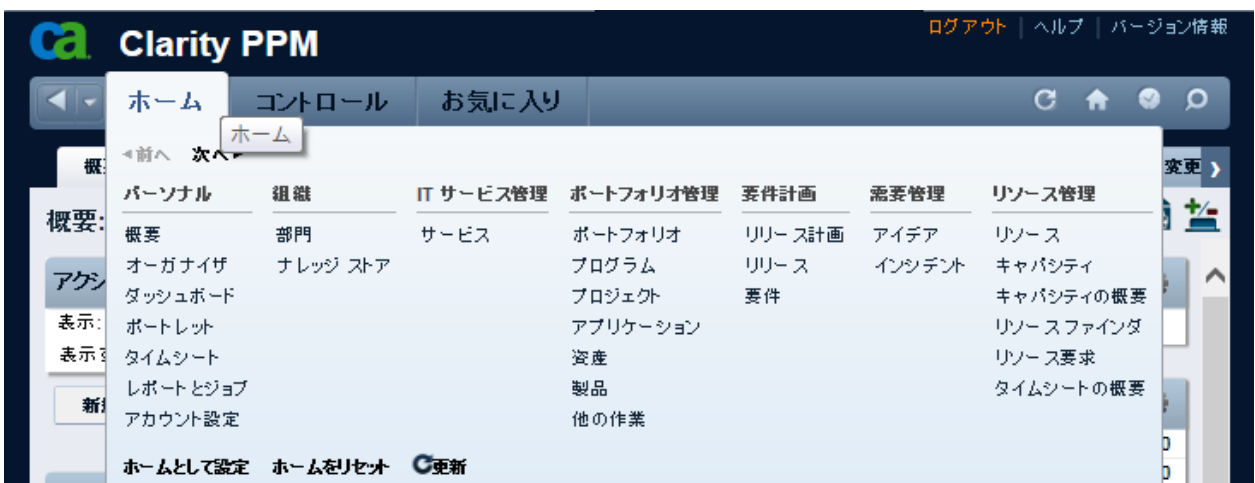 ca Clarity PPM
ログアウト | ヘルプ | バージョン情報
ホーム コントロール お気に入り
ホーム
前へ 次へ
変更
概要:
パーソナル 組織 IT サービス管理 ポートフォリオ管理 要件計画 需要管理 リソース管理
概要 部門 サービス ポートフォリオ リリース計画 アイデア リソース
オーガナイザ ナレッジ ストア プログラム リリース インシデント キャパシティ
ダッシュボード プロジェクト 要件 キャパシティの概要
表示:
ポートレット アプリケーション リソースファインダ
タイムシート 資産 リソース要求
レポートとジョブ 製品 タイムシートの概要
アカウント設定 他の作業
ホームとして設定 ホームをリセット 更新